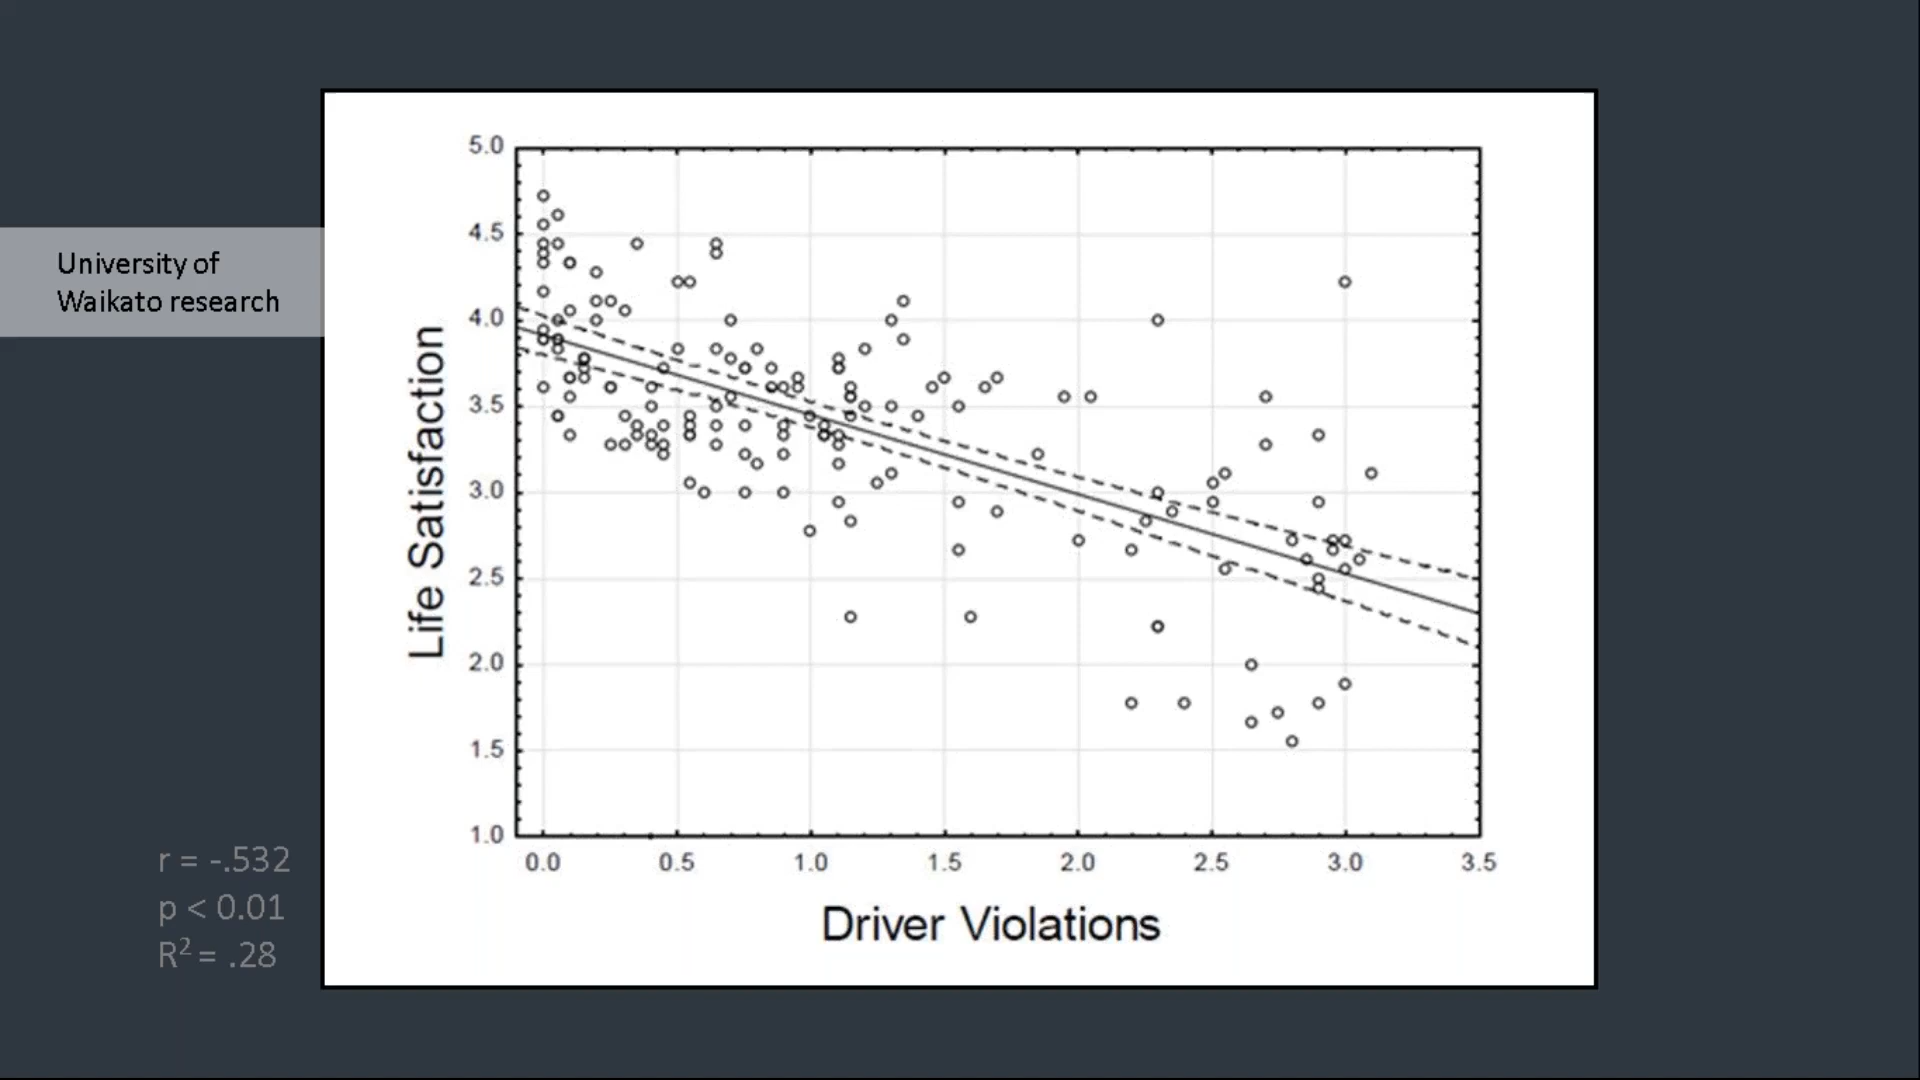 University of
Waikato research
r = -.532
p < 0.01
R² = .28
Life Satisfaction
5.0
4.5
4.0
3.5
3.0
2.5
2.0
1.5
1.0
0.0 0.5 1.0 1.5 2.0 2.5 3.0 3.5
Driver Violations